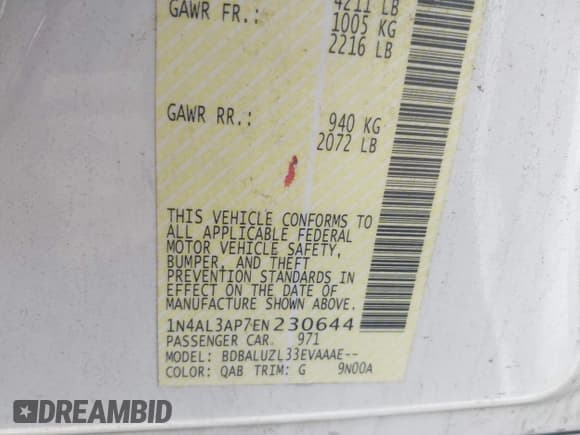 4211 LB
GAWR FR.: 1005 KG
2216 LB
GAWR RR.: 940 KG
2072 LB
THIS VEHICLE CONFORMS TO
ALL APPLICABLE FEDERAL
MOTOR VEHICLE SAFETY,
BUMPER, AND THEFT
PREVENTION STANDARDS IN
EFFECT ON THE DATE OF
MANUFACTURE SHOWN ABOVE.
1N4AL3AP7EN230644
PASSENGER CAR 971
MODEL: BDBALUZL33EVAAAE--
COLOR: QAB TRIM: G 9N00A
DREAMBID